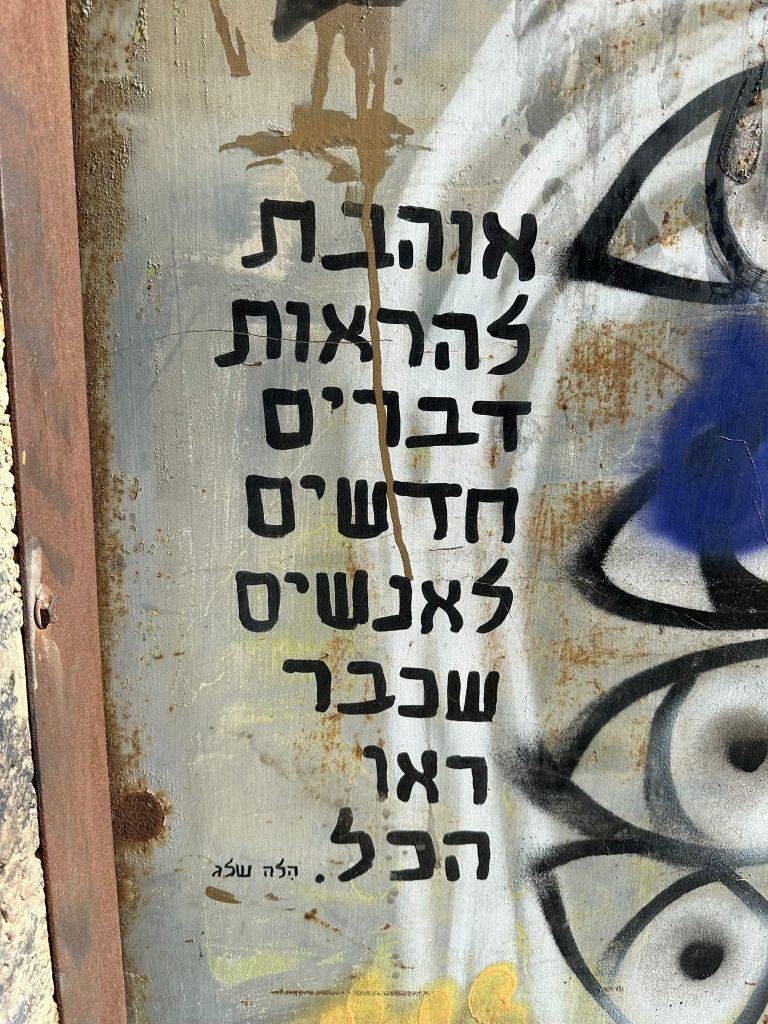 אוהבת
להראות
דברים
חדשים
לאנשים
שכבר
ראו
הכל.
הלה שלג